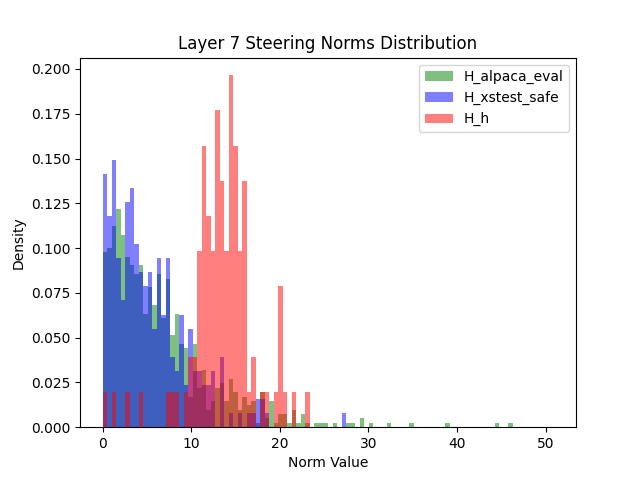 Layer 7 Steering Norms Distribution
H_alpaca_eval
H_xstest_safe
H_h
0.200
0.175
0.150
0.125
0.100
0.075
0.050
0.025
0.000
Density
0 10 20 30 40 50
Norm Value